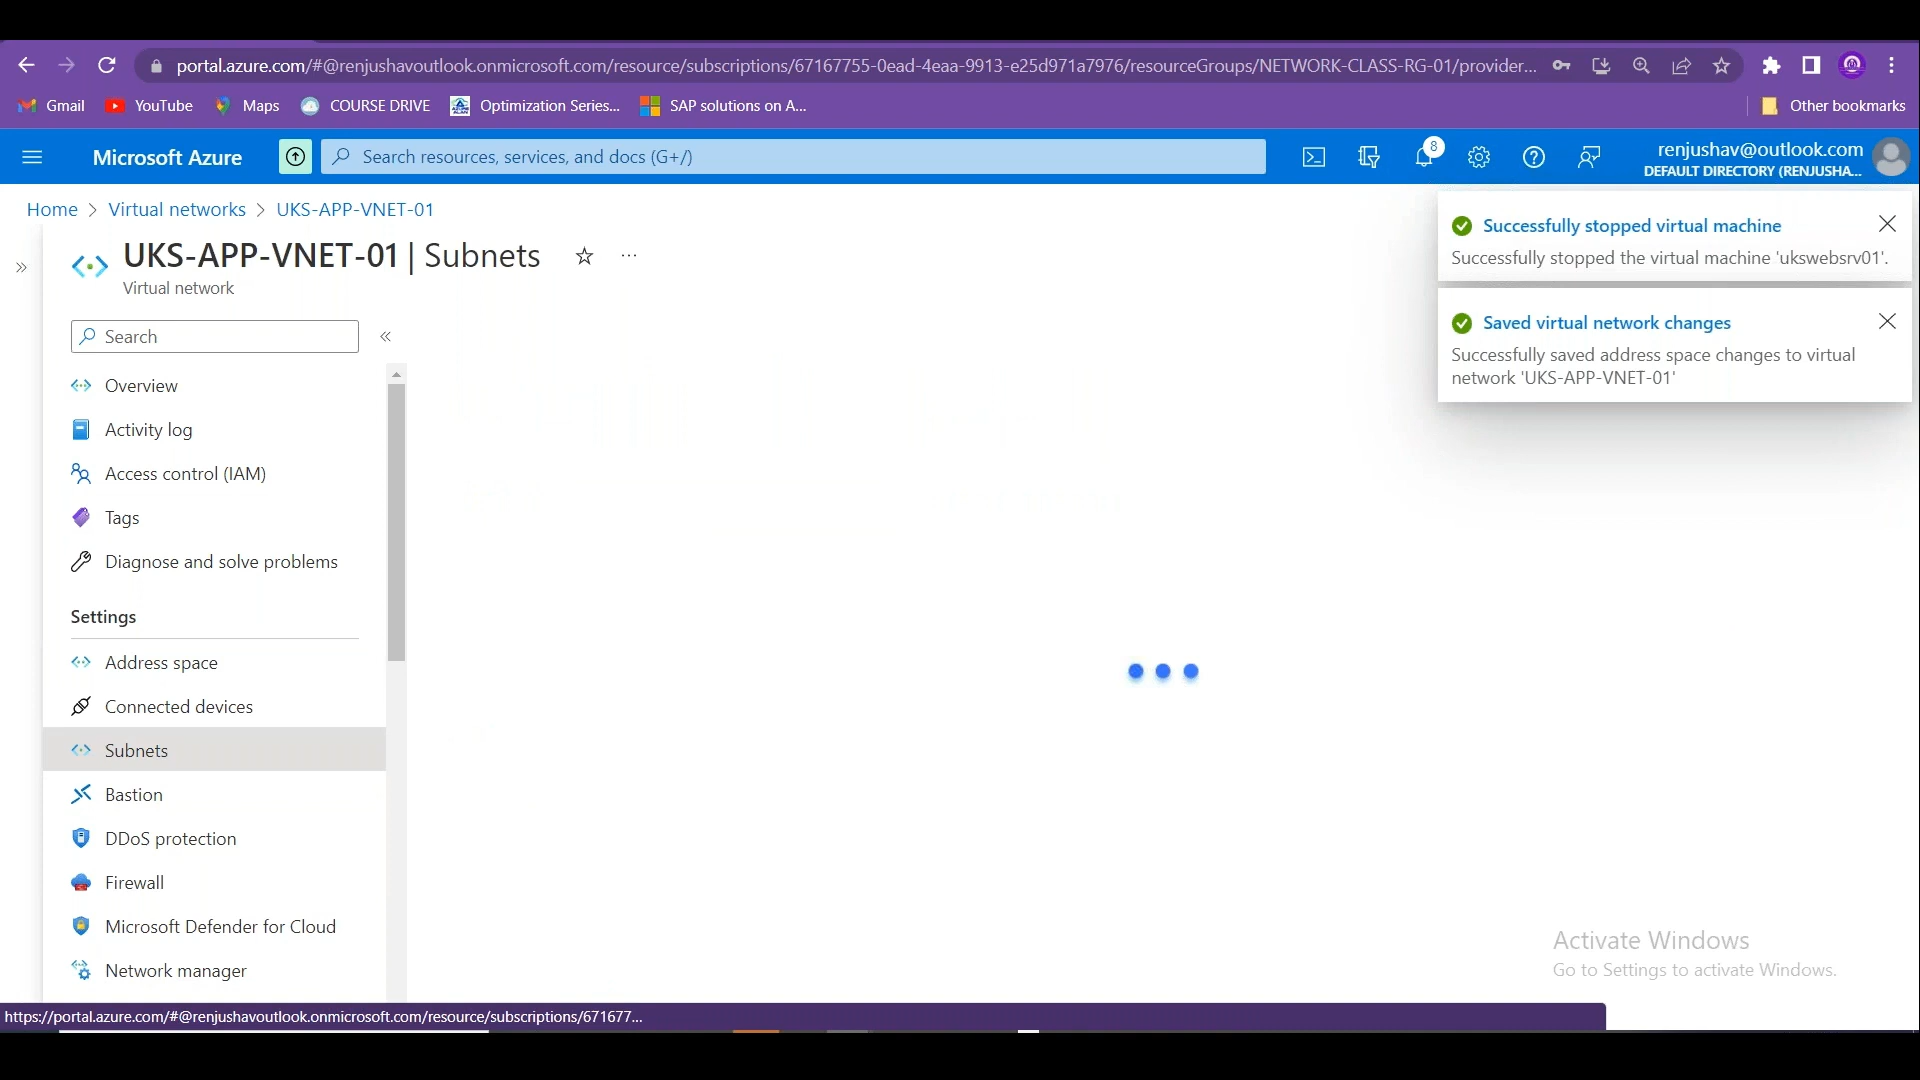 portal.azure.com/#@renjushavoutlook.onmicrosoft.com/resource/subscriptions/67167755-0ead-4eaa-9913-e25d971a7976/resourceGroups/NETWORK-CLASS-RG-01/provider...
Gmail YouTube Maps COURSE DRIVE Optimization Series... SAP solutions on A... Other bookmarks
Microsoft Azure Search resources, services, and docs (G+/) 8 renjushav@outlook.com
DEFAULT DIRECTORY (RENJUSHA...
Home > Virtual networks > UKS-APP-VNET-01
UKS-APP-VNET-01 | Subnets
Virtual network
Successfully stopped virtual machine
Successfully stopped the virtual machine 'ukswebsrv01'.
Saved virtual network changes
Successfully saved address space changes to virtual
network 'UKS-APP-VNET-01'
Search
Overview
Activity log
Access control (IAM)
Tags
Diagnose and solve problems
Settings
Address space
Connected devices
Subnets
Bastion
DDoS protection
Firewall
Microsoft Defender for Cloud
Network manager
Activate Windows
Go to Settings to activate Windows.
https://portal.azure.com/#@renjushavoutlook.onmicrosoft.com/resource/subscriptions/671677...